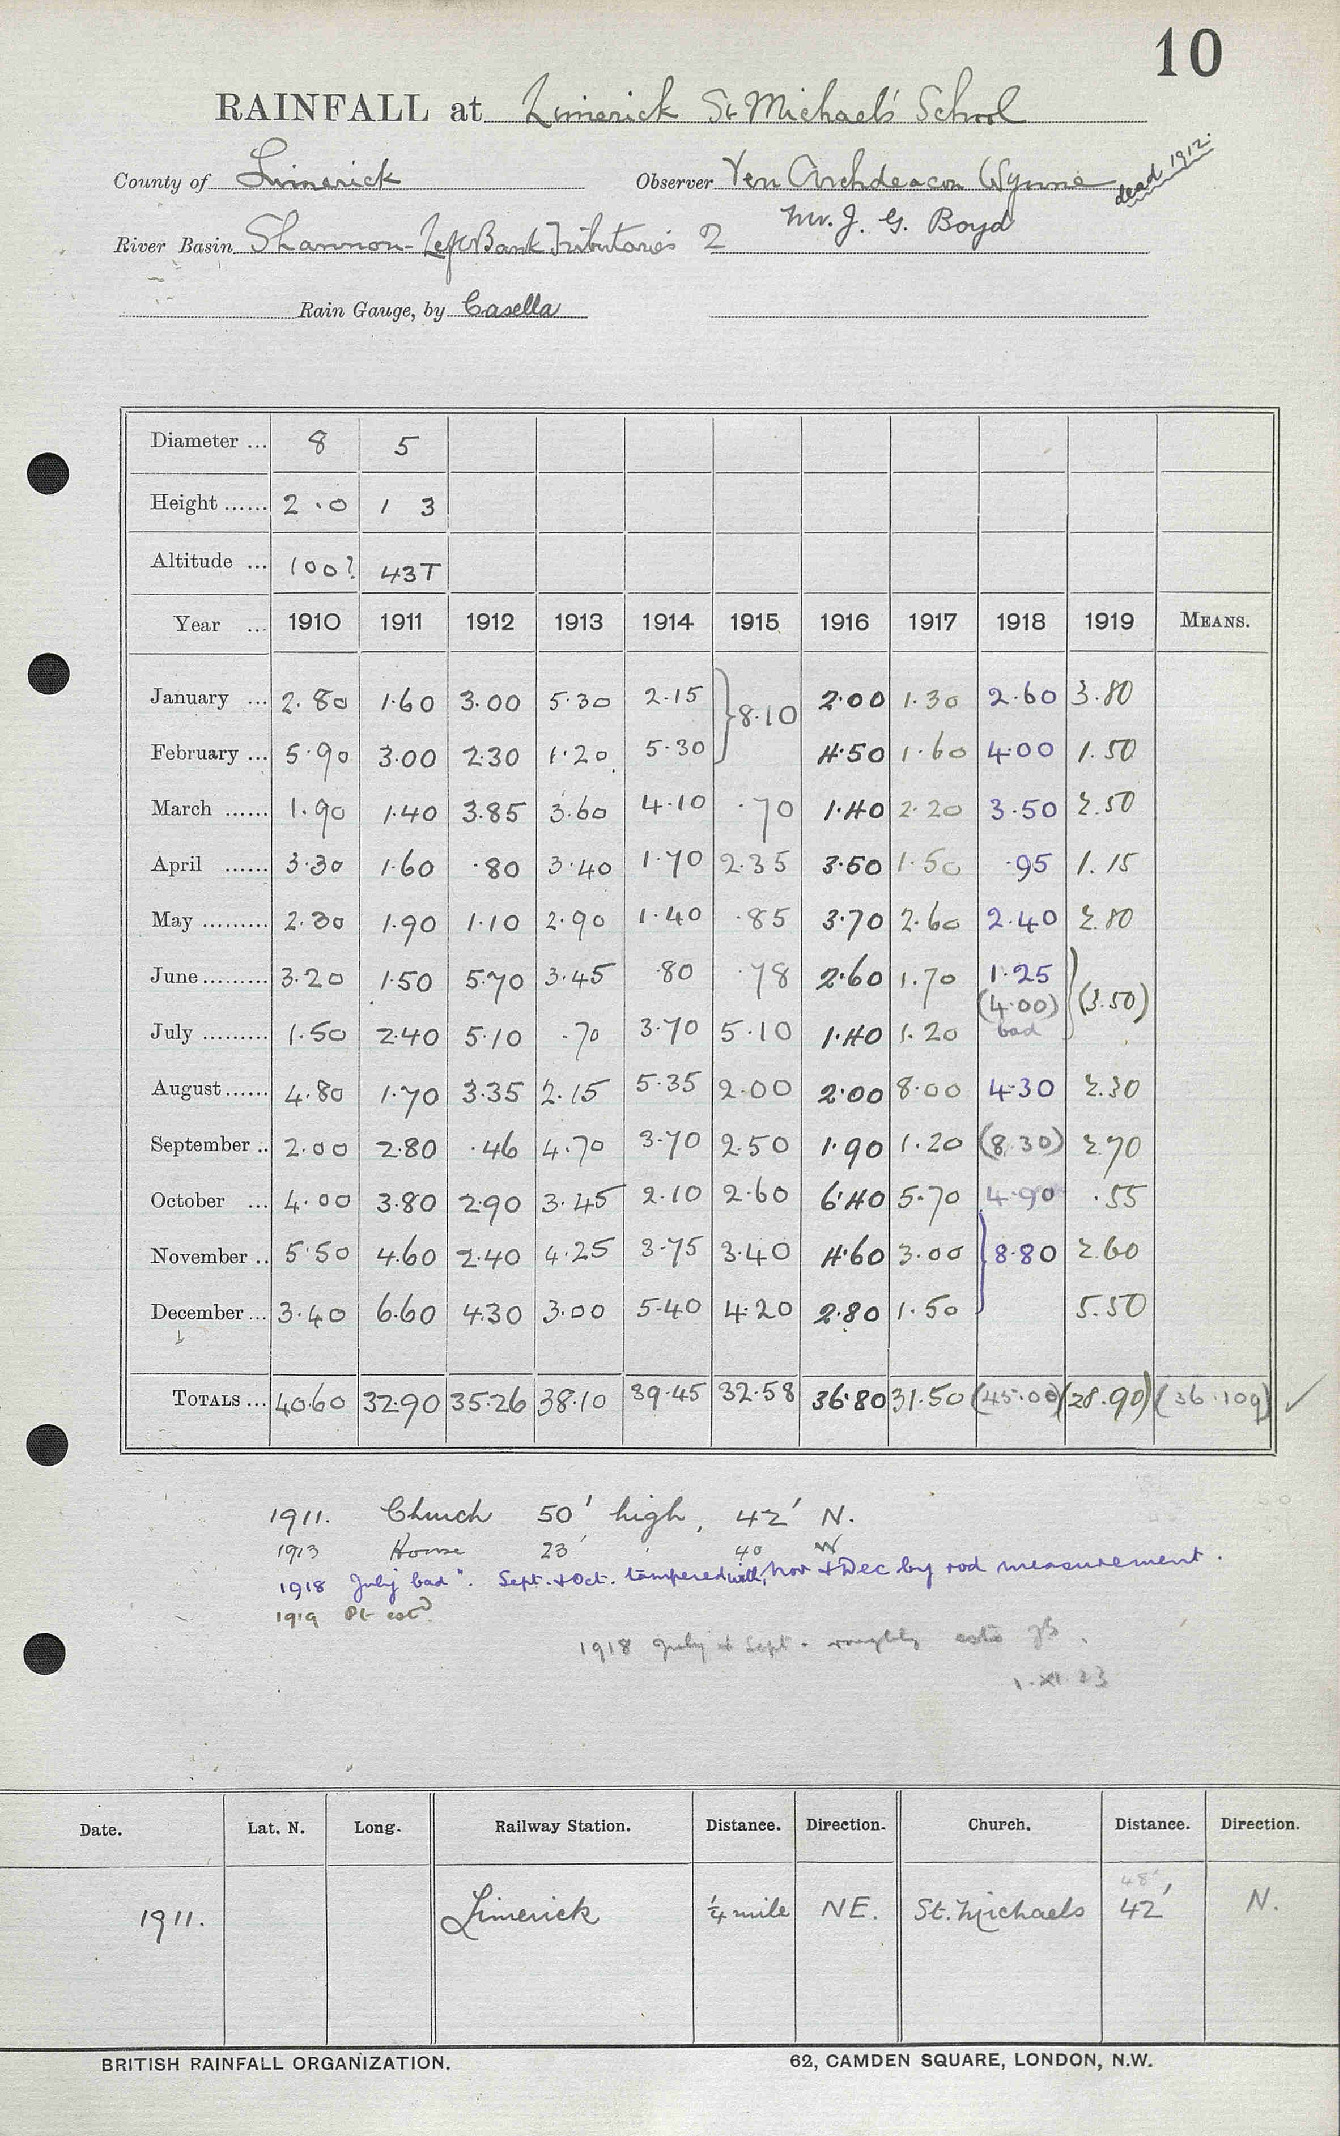 10
RAINFALL at Limerick St Michael's School
County of Limerick Observer Ven Archdeacon Wynne dead 1912.
Mr. J. G. Boyd
River Basin Shannon-Left Bank Tributaries 2
Rain Gauge, by Casella
Diameter ... 8 5
Height ...... 2.0 1 3
Altitude ... 100? 43T
Year ... 1910 1911 1912 1913 1914 1915 1916 1917 1918 1919 MEANS.
January ... 2.80 1.60 3.00 5.30 2.15 } 8.10 2.00 1.30 2.60 3.80
February ... 5.90 3.00 2.30 1.20 5.30 4.50 1.60 4.00 1.50
March ...... 1.90 1.40 3.85 3.60 4.10 .70 1.40 2.20 3.50 2.50
April ...... 3.30 1.60 .80 3.40 1.70 2.35 3.50 1.50 .95 1.15
May ......... 2.30 1.90 1.10 2.90 1.40 .85 3.70 2.60 2.40 2.80
June ......... 3.20 1.50 5.70 3.45 .80 .78 2.60 1.70 1.25 } (3.50)
July ......... 1.50 2.40 5.10 .70 3.70 5.10 1.40 1.20 (4.00) bad
August ...... 4.80 1.70 3.35 2.15 5.35 2.00 2.00 8.00 4.30 2.30
September .. 2.00 2.80 .46 4.70 3.70 2.50 1.90 1.20 (8.30) 2.70
October ... 4.00 3.80 2.90 3.45 2.10 2.60 6.40 5.70 4.90 .55
November .. 5.50 4.60 2.40 4.25 3.75 3.40 4.60 3.00 } 8.80 2.60
December ... 3.40 6.60 4.30 3.00 5.40 4.20 2.80 1.50 5.50
TOTALS ... 40.60 32.90 35.26 38.10 39.45 32.58 36.80 31.50 (45.00) (28.90) (36.109) ✓
1911. Church 50' high, 42' N.
1913 House 23' 40 W
1918 July "bad". Sept. & Oct. tampered with, Nov & Dec by rod measurement.
1919 Pt estd
1918 July & Sept. roughly estd
1.XI.23
Date. Lat. N. Long. Railway Station. Distance. Direction. Church. Distance. Direction.
48'
1911. Limerick ¼ mile NE. St. Michaels 42' N.
BRITISH RAINFALL ORGANIZATION. 62, CAMDEN SQUARE, LONDON, N.W.